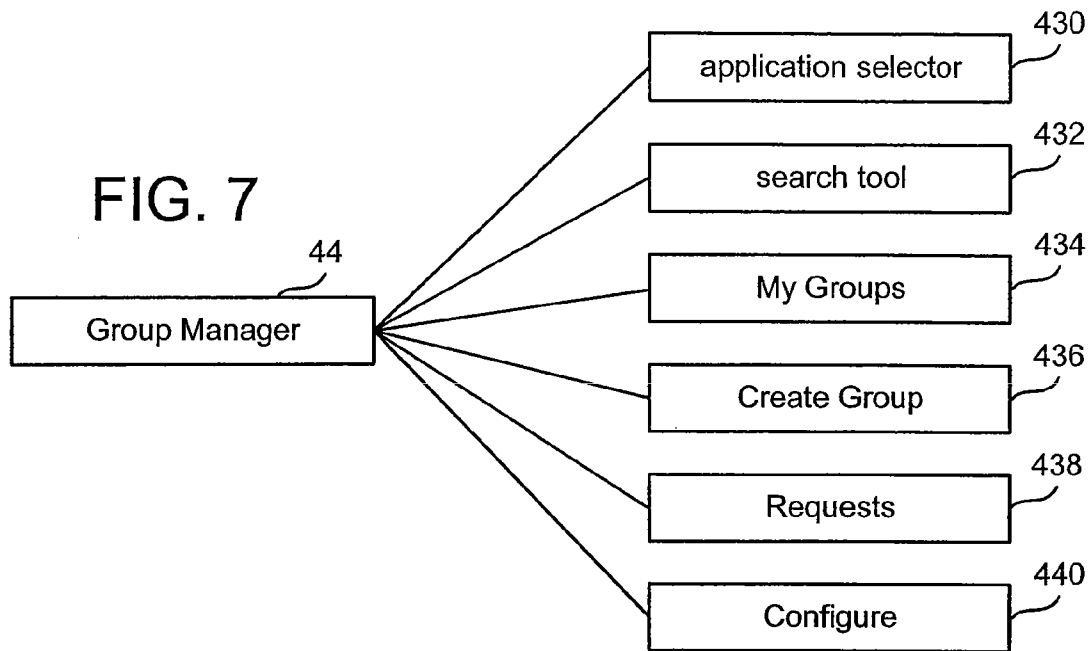 FIG. 7
44
Group Manager
430
application selector
432
search tool
434
My Groups
436
Create Group
438
Requests
440
Configure